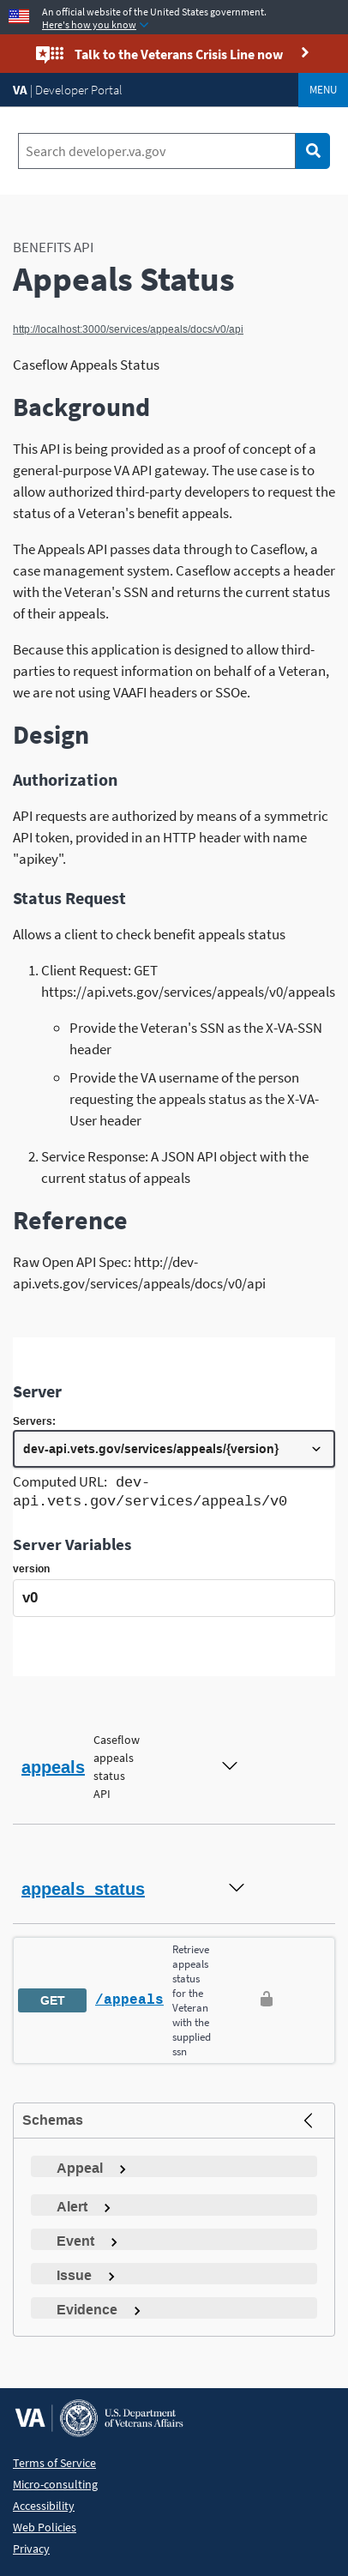 An official website of the United States government.
Here's how you know
Talk to the Veterans Crisis Line now
VA | Developer Portal
MENU
Search developer.va.gov
BENEFITS API
Appeals Status
http://localhost:3000/services/appeals/docs/v0/api
Caseflow Appeals Status
Background
This API is being provided as a proof of concept of a
general-purpose VA API gateway. The use case is to
allow authorized third-party developers to request the
status of a Veteran's benefit appeals.
The Appeals API passes data through to Caseflow, a
case management system. Caseflow accepts a header
with the Veteran's SSN and returns the current status
of their appeals.
Because this application is designed to allow third-
parties to request information on behalf of a Veteran,
we are not using VAAFI headers or SSOe.
Design
Authorization
API requests are authorized by means of a symmetric
API token, provided in an HTTP header with name
"apikey".
Status Request
Allows a client to check benefit appeals status
1. Client Request: GET
https://api.vets.gov/services/appeals/v0/appeals
Provide the Veteran's SSN as the X-VA-SSN
header
Provide the VA username of the person
requesting the appeals status as the X-VA-
User header
2. Service Response: A JSON API object with the
current status of appeals
Reference
Raw Open API Spec: http://dev-
api.vets.gov/services/appeals/docs/v0/api
Server
Servers:
dev-api.vets.gov/services/appeals/{version}
Computed URL: dev-
api.vets.gov/services/appeals/v0
Server Variables
version
v0
appeals
Caseflow
appeals
status
API
appeals_status
GET
/appeals
Retrieve
appeals
status
for the
Veteran
with the
supplied
ssn
Schemas
Appeal
Alert
Event
Issue
Evidence
VA
U.S. Department
of Veterans Affairs
Terms of Service
Micro-consulting
Accessibility
Web Policies
Privacy